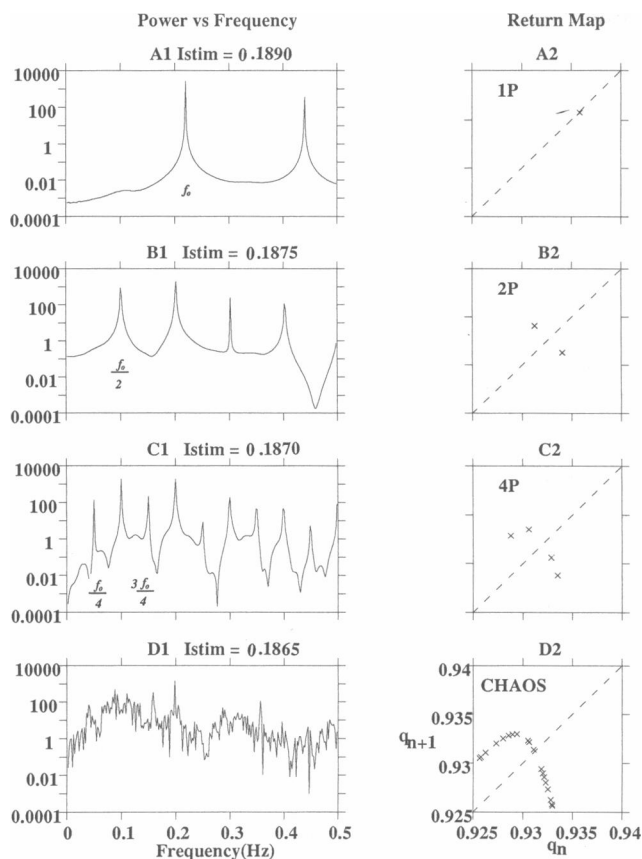 Power vs Frequency
Return Map
A1 Istim = 0.1890
A2
10000
100
1
0.01
0.0001
f₀
1P
B1 Istim = 0.1875
B2
10000
100
1
0.01
0.0001
f₀
2
2P
C1 Istim = 0.1870
C2
10000
100
1
0.01
0.0001
f₀
4
3 f₀
4
4P
D1 Istim = 0.1865
D2
10000
100
1
0.01
0.0001
0 0.1 0.2 0.3 0.4 0.5
Frequency(Hz)
CHAOS
0.94
0.935
qn+1
0.93
0.925
0.925 0.93 0.935 0.94
qn